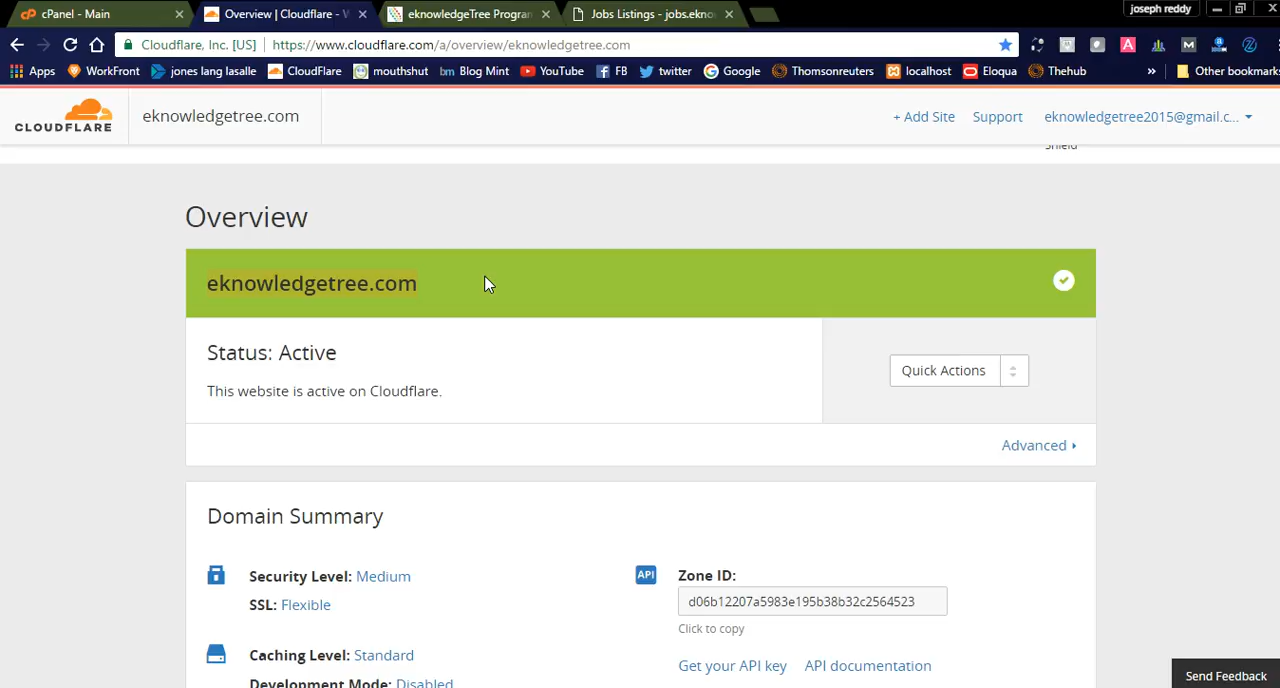 cPanel - Main
Overview | Cloudflare - W
eknowledgeTree Program
Jobs Listings - jobs.ekno
joseph reddy
Cloudflare, Inc. [US] | https://www.cloudflare.com/a/overview/eknowledgetree.com
Apps WorkFront jones lang lasalle CloudFlare mouthshut bm Blog Mint YouTube FB twitter Google Thomsonreuters localhost Eloqua Thehub » Other bookmarks
CLOUDFLARE
eknowledgetree.com
+ Add Site Support eknowledgetree2015@gmail.c...
Shield
Overview
eknowledgetree.com
Status: Active
This website is active on Cloudflare.
Quick Actions
Advanced
Domain Summary
Security Level: Medium
SSL: Flexible
Caching Level: Standard
Development Mode: Disabled
API
Zone ID:
d06b12207a5983e195b38b32c2564523
Click to copy
Get your API key API documentation
Send Feedback